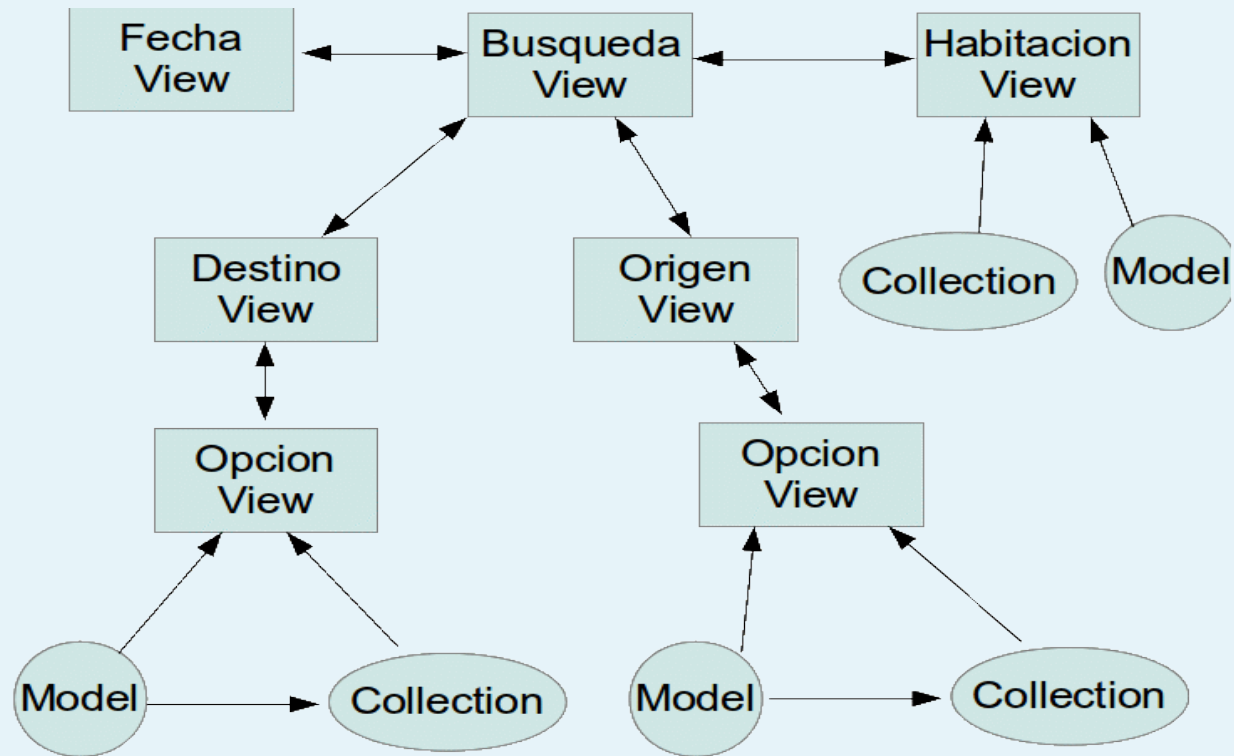 Fecha
View
Busqueda
View
Habitacion
View
Destino
View
Origen
View
Collection
Model
Opcion
View
Opcion
View
Model
Collection
Model
Collection